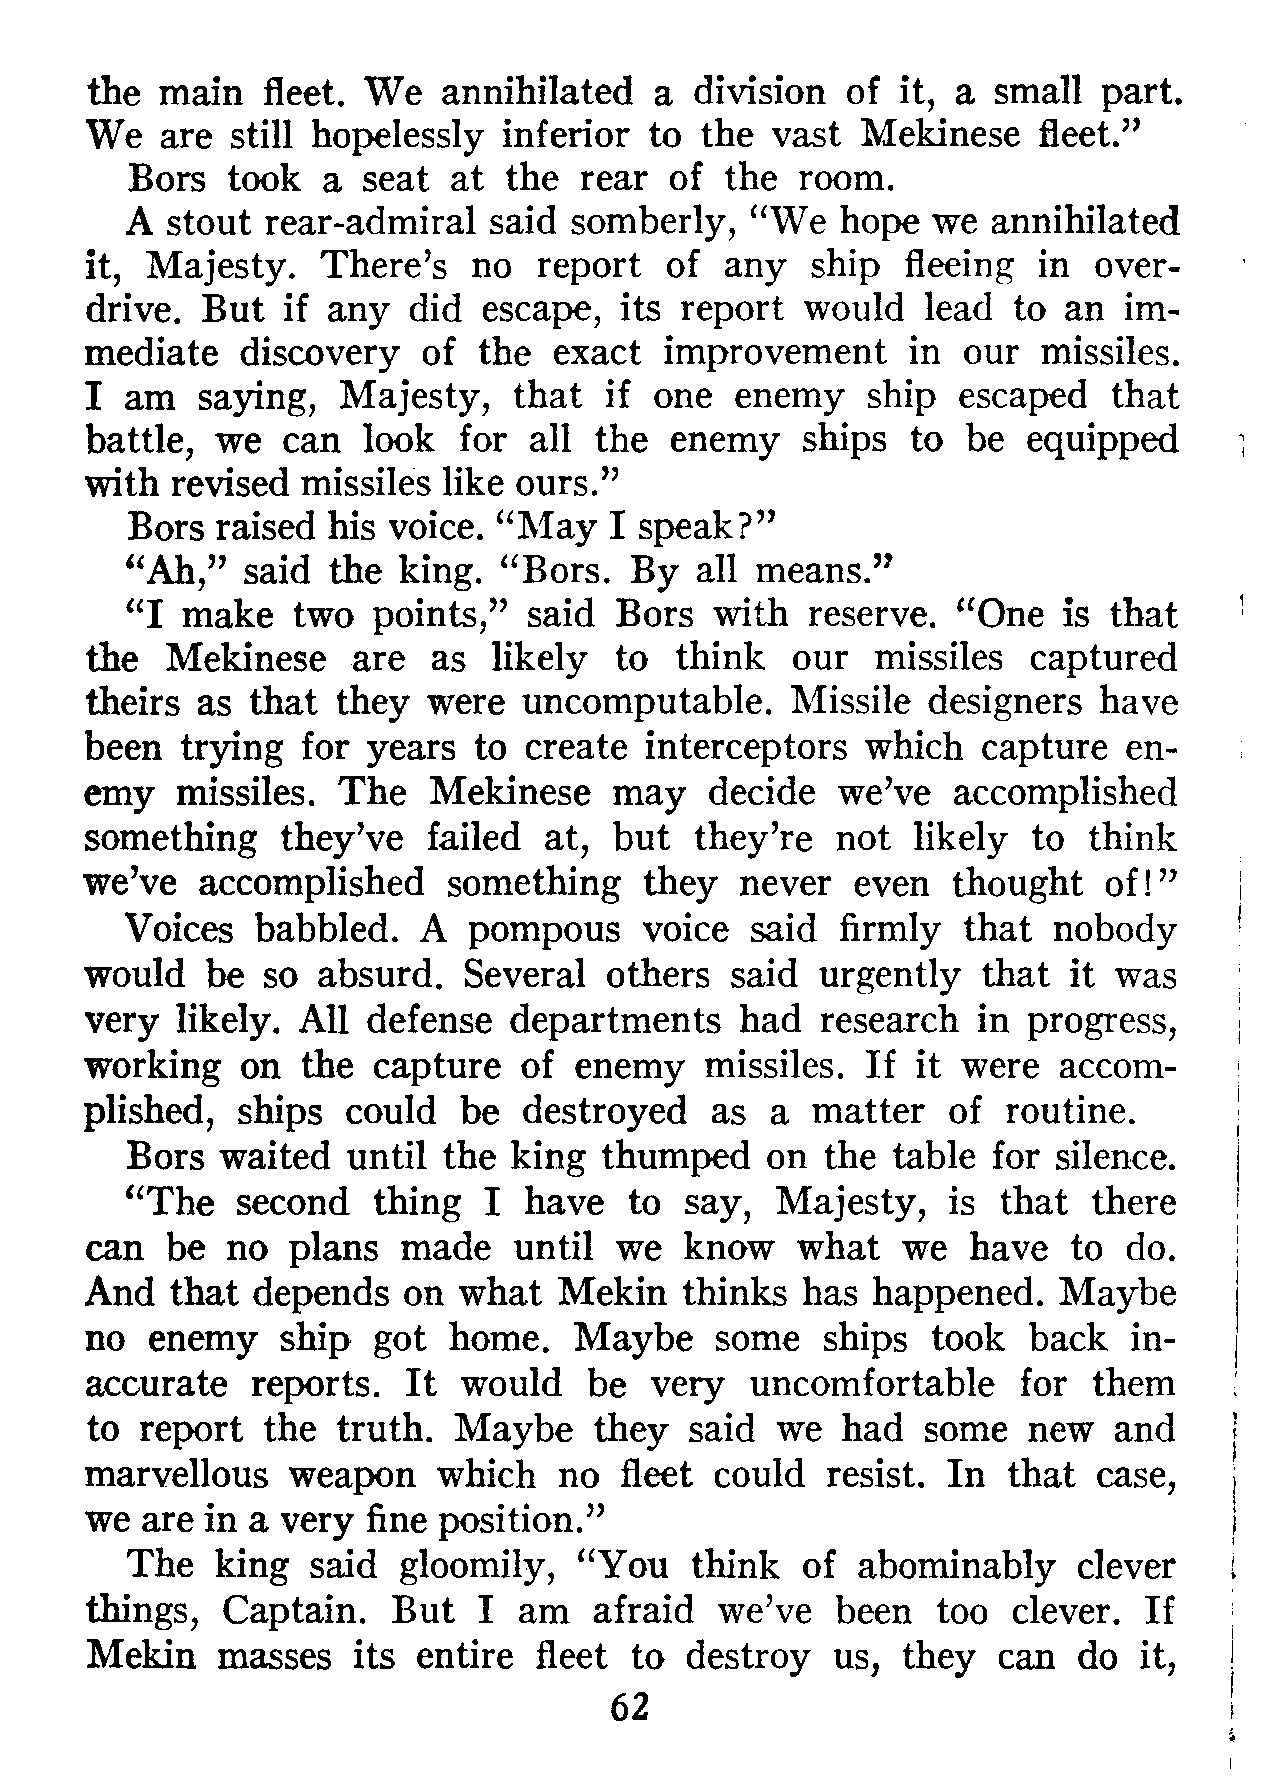 the main fleet. We annihilated a division of it, a small part.
We are still hopelessly inferior to the vast Mekinese fleet.”
Bors took a seat at the rear of the room.
A stout rear-admiral said somberly, “We hope we annihilated
it, Majesty. There’s no report of any ship fleeing in over-
drive. But if any did escape, its report would lead to an im-
mediate discovery of the exact improvement in our missiles.
I am saying, Majesty, that if one enemy ship escaped that
battle, we can look for all the enemy ships to be equipped
with revised missiles like ours.”
Bors raised his voice. “May I speak?”
“Ah,” said the king. “Bors. By all means.”
“I make two points,” said Bors with reserve. “One is that
the Mekinese are as likely to think our missiles captured
theirs as that they were uncomputable. Missile designers have
been trying for years to create interceptors which capture en-
emy missiles. The Mekinese may decide we’ve accomplished
something they’ve failed at, but they’re not likely to think
we’ve accomplished something they never even thought of!”
Voices babbled. A pompous voice said firmly that nobody
would be so absurd. Several others said urgently that it was
very likely. All defense departments had research in progress,
working on the capture of enemy missiles. If it were accom-
plished, ships could be destroyed as a matter of routine.
Bors waited until the king thumped on the table for silence.
“The second thing I have to say, Majesty, is that there
can be no plans made until we know what we have to do.
And that depends on what Mekin thinks has happened. Maybe
no enemy ship got home. Maybe some ships took back in-
accurate reports. It would be very uncomfortable for them
to report the truth. Maybe they said we had some new and
marvellous weapon which no fleet could resist. In that case,
we are in a very fine position.”
The king said gloomily, “You think of abominably clever
things, Captain. But I am afraid we’ve been too clever. If
Mekin masses its entire fleet to destroy us, they can do it,
62